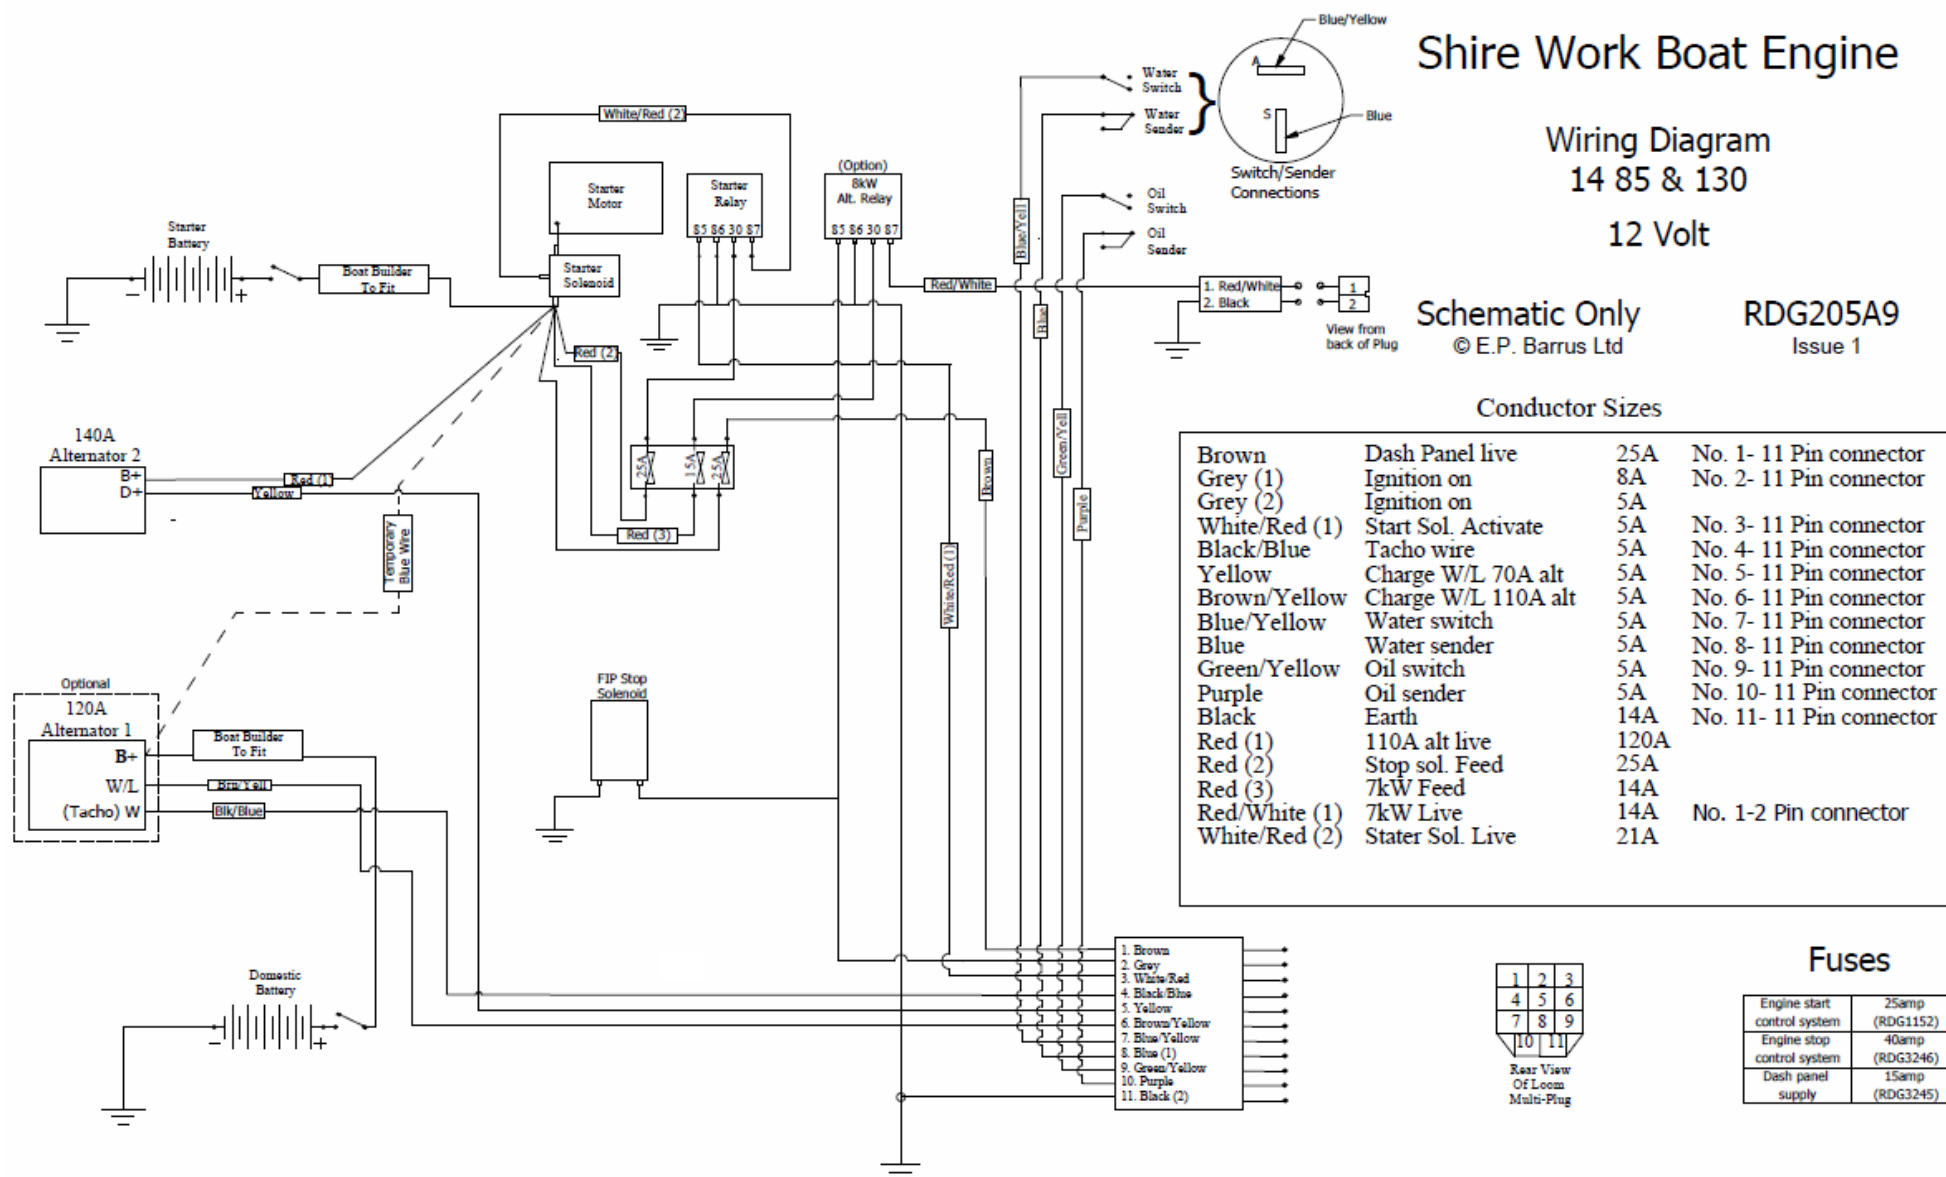 Shire Work Boat Engine
Wiring Diagram
14 85 & 130
12 Volt
Schematic Only
© E.P. Barrus Ltd
RDG205A9
Issue 1
Blue/Yellow
A
S
Blue
Switch/Sender
Connections
Water
Switch
Water
Sender
Oil
Switch
Oil
Sender
White/Red (2)
Starter
Motor
Starter
Relay
85 86 30 87
(Option)
8kW
Alt. Relay
85 86 30 87
Starter
Solenoid
Starter
Battery
Boat Builder
To Fit
Red/White
1. Red/White
2. Black
1
2
View from
back of Plug
Blue/Yell
Blue
Green/Yell
Purple
Brown
White/Red (1)
Red (2)
25A
15A
25A
Red (3)
140A
Alternator 2
B+
D+
Red (1)
Yellow
Temporary
Blue Wire
Optional
120A
Alternator 1
B+
W/L
(Tacho) W
Boat Builder
To Fit
Brn/Yell
Blk/Blue
FIP Stop
Solenoid
Domestic
Battery
Conductor Sizes
Brown Dash Panel live 25A No. 1- 11 Pin connector
Grey (1) Ignition on 8A No. 2- 11 Pin connector
Grey (2) Ignition on 5A
White/Red (1) Start Sol. Activate 5A No. 3- 11 Pin connector
Black/Blue Tacho wire 5A No. 4- 11 Pin connector
Yellow Charge W/L 70A alt 5A No. 5- 11 Pin connector
Brown/Yellow Charge W/L 110A alt 5A No. 6- 11 Pin connector
Blue/Yellow Water switch 5A No. 7- 11 Pin connector
Blue Water sender 5A No. 8- 11 Pin connector
Green/Yellow Oil switch 5A No. 9- 11 Pin connector
Purple Oil sender 5A No. 10- 11 Pin connector
Black Earth 14A No. 11- 11 Pin connector
Red (1) 110A alt live 120A
Red (2) Stop sol. Feed 25A
Red (3) 7kW Feed 14A
Red/White (1) 7kW Live 14A No. 1-2 Pin connector
White/Red (2) Stater Sol. Live 21A
1. Brown
2. Grey
3. White/Red
4. Black/Blue
5. Yellow
6. Brown/Yellow
7. Blue/Yellow
8. Blue (1)
9. Green/Yellow
10. Purple
11. Black (2)
1 2 3
4 5 6
7 8 9
10 11
Rear View
Of Loom
Multi-Plug
Fuses
Engine start 25amp
control system (RDG1152)
Engine stop 40amp
control system (RDG3246)
Dash panel 15amp
supply (RDG3245)